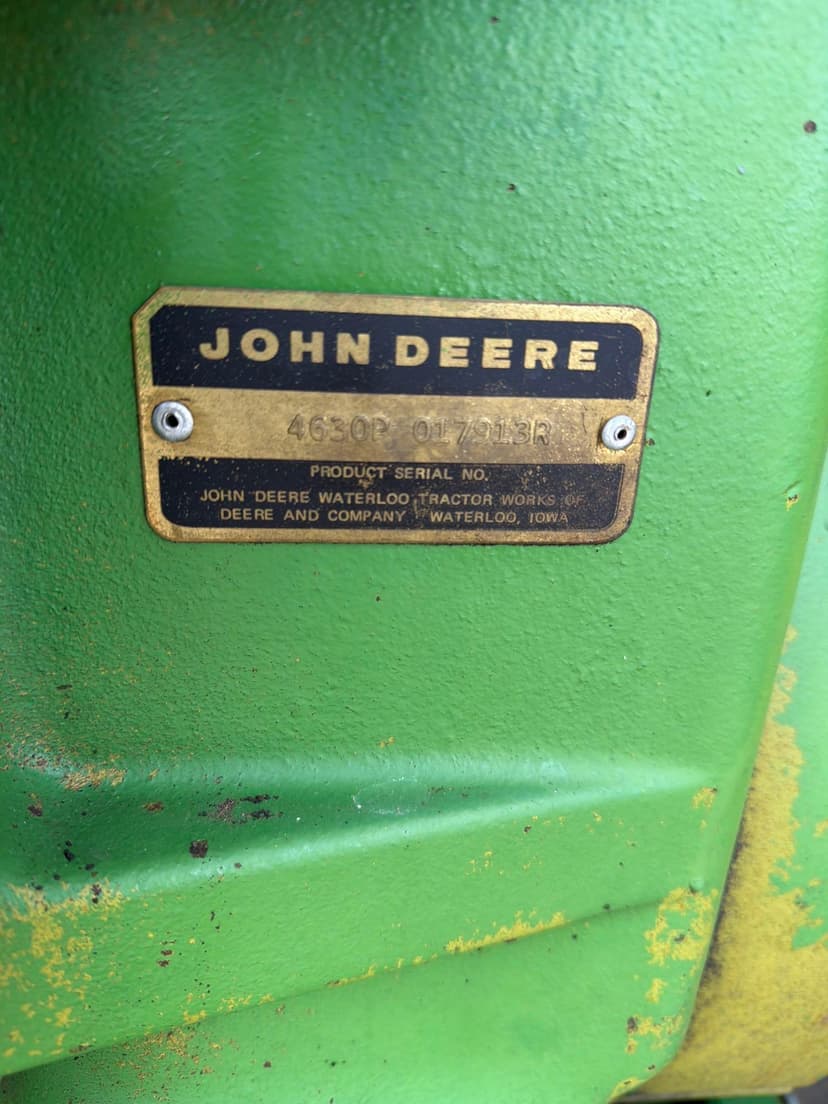 JOHN DEERE
4630P 017913R
PRODUCT SERIAL NO.
JOHN DEERE WATERLOO TRACTOR WORKS OF
DEERE AND COMPANY WATERLOO, IOWA